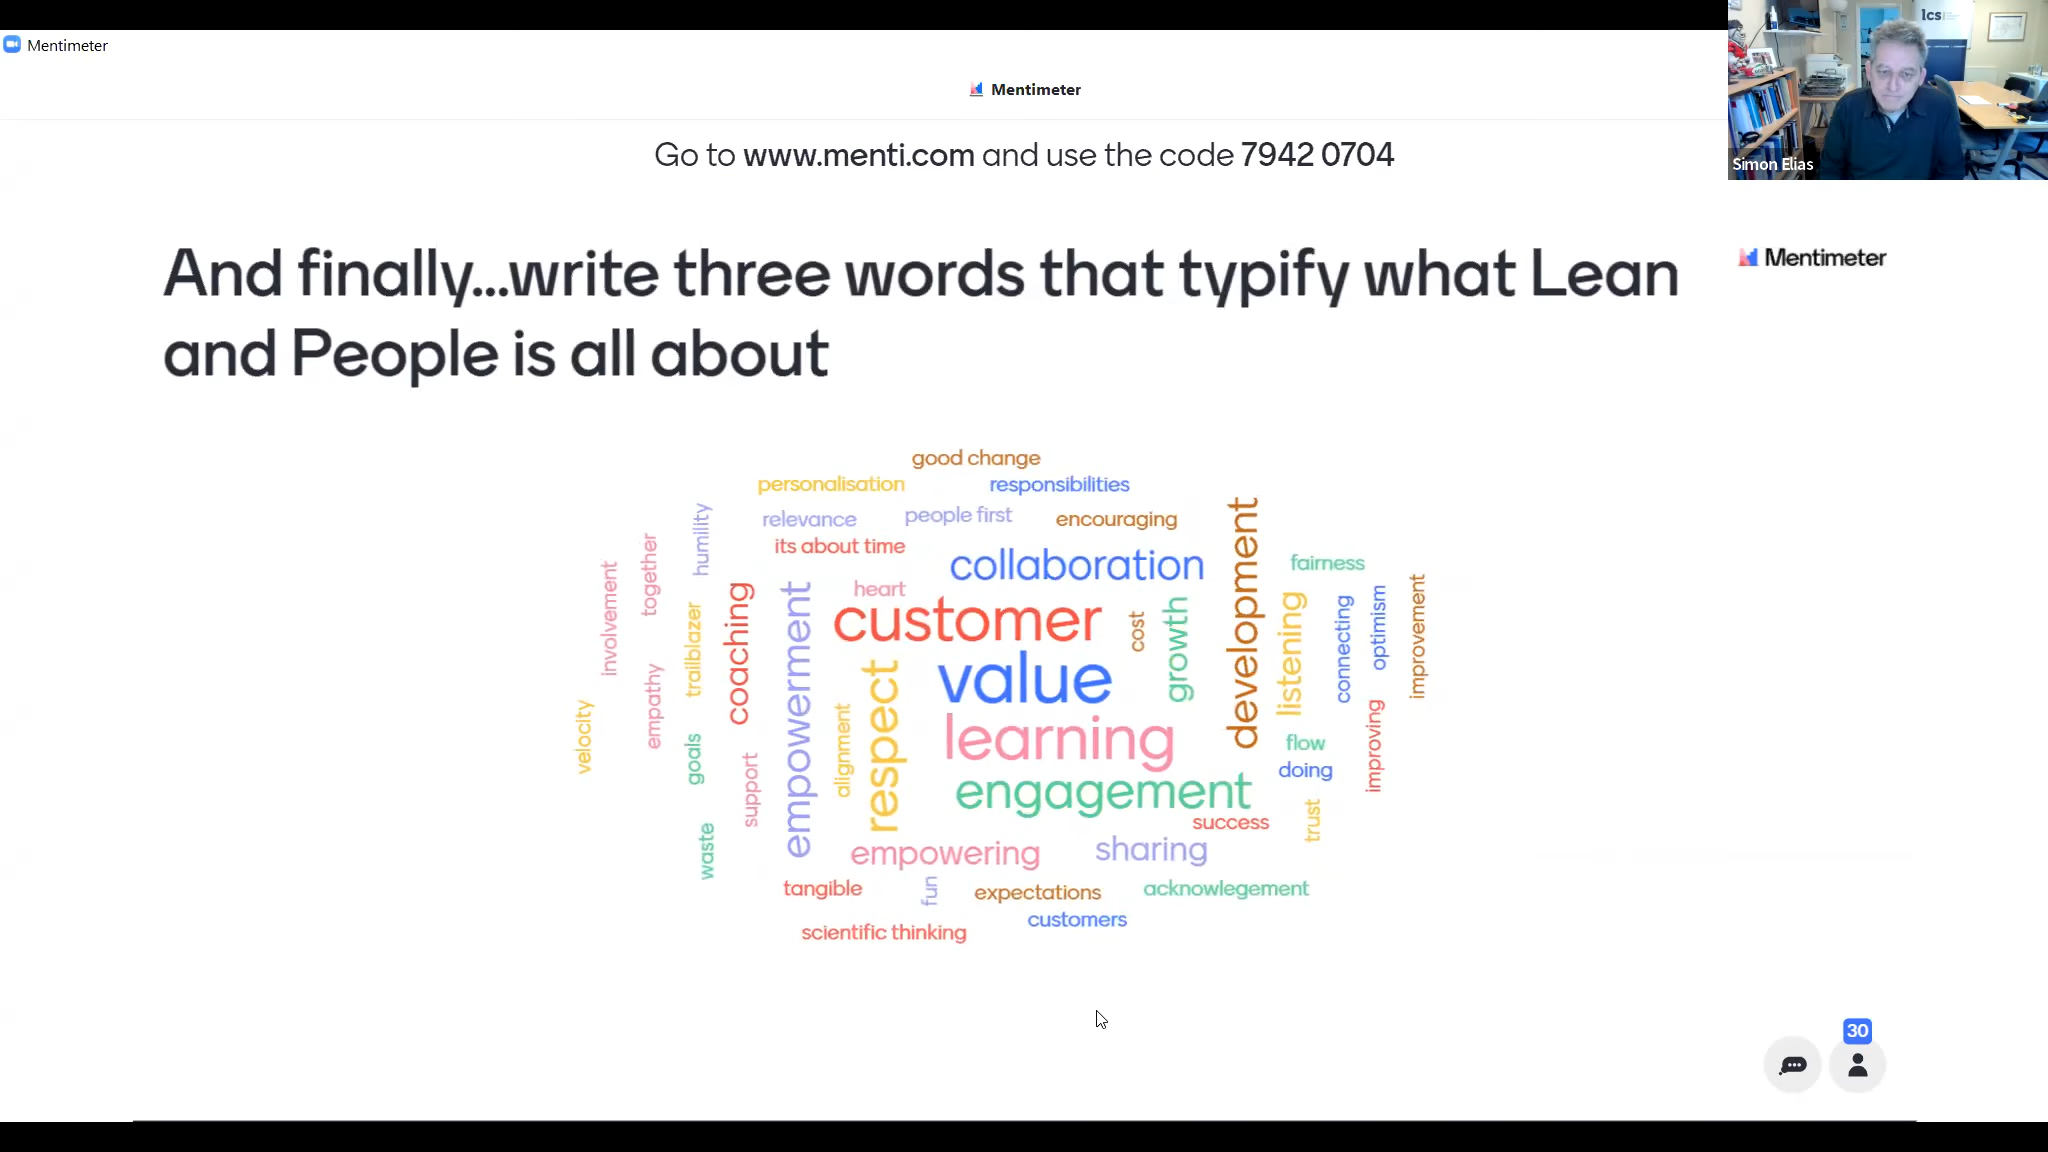 Mentimeter
Mentimeter
lcs
Go to www.menti.com and use the code 7942 0704
Simon Elias
And finally...write three words that typify what Lean
and People is all about
Mentimeter
good change
personalisation
responsibilities
relevance
people first
encouraging
its about time
humility
together
involvement
collaboration
development
fairness
heart
customer
cost
growth
listening
connecting
optimism
improvement
trailblazer
coaching
empowerment
value
respect
alignment
learning
empathy
velocity
goals
support
engagement
flow
doing
improving
success
trust
waste
empowering
sharing
tangible
fun
expectations
acknowlegement
customers
scientific thinking
30